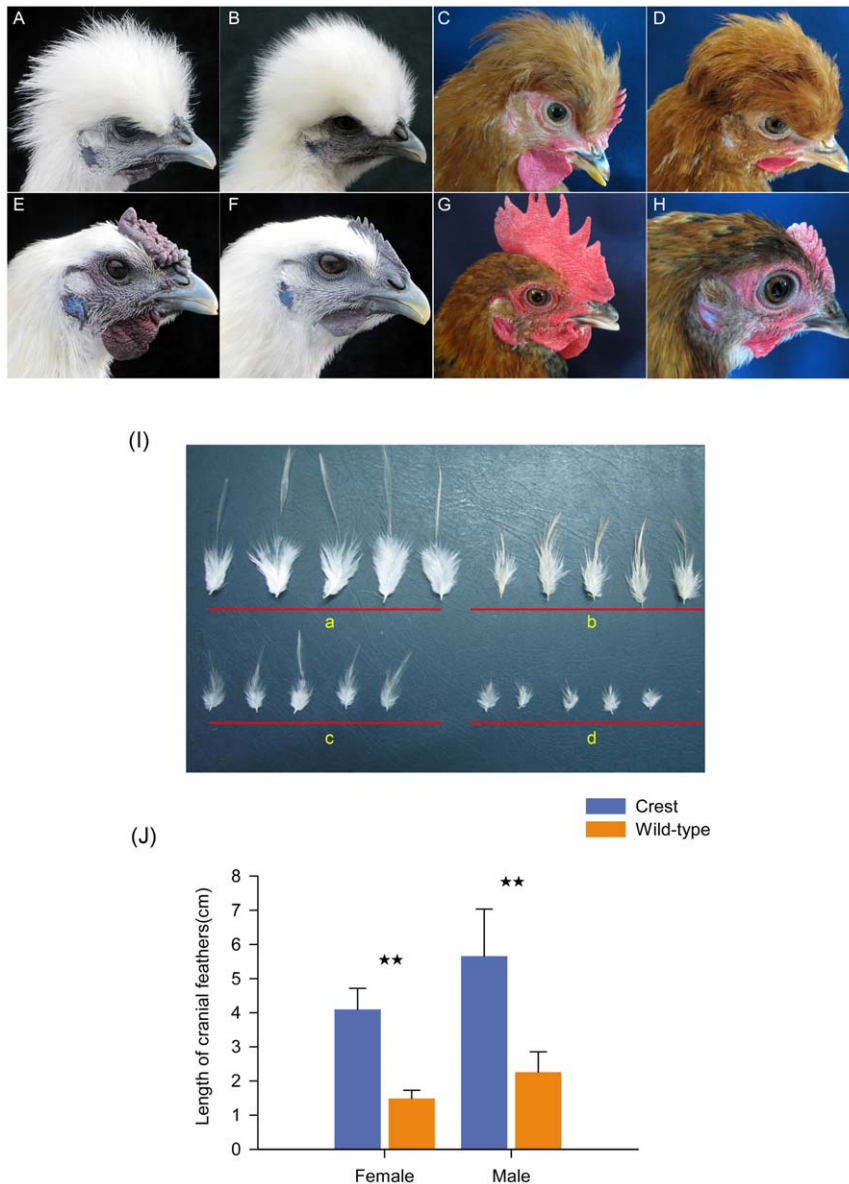 A
B
C
D
E
F
G
H
(I)
a
b
c
d
Crest
Wild-type
(J)
8
7
6
5
4
3
2
1
0
Length of cranial feathers(cm)
★★
★★
Female
Male